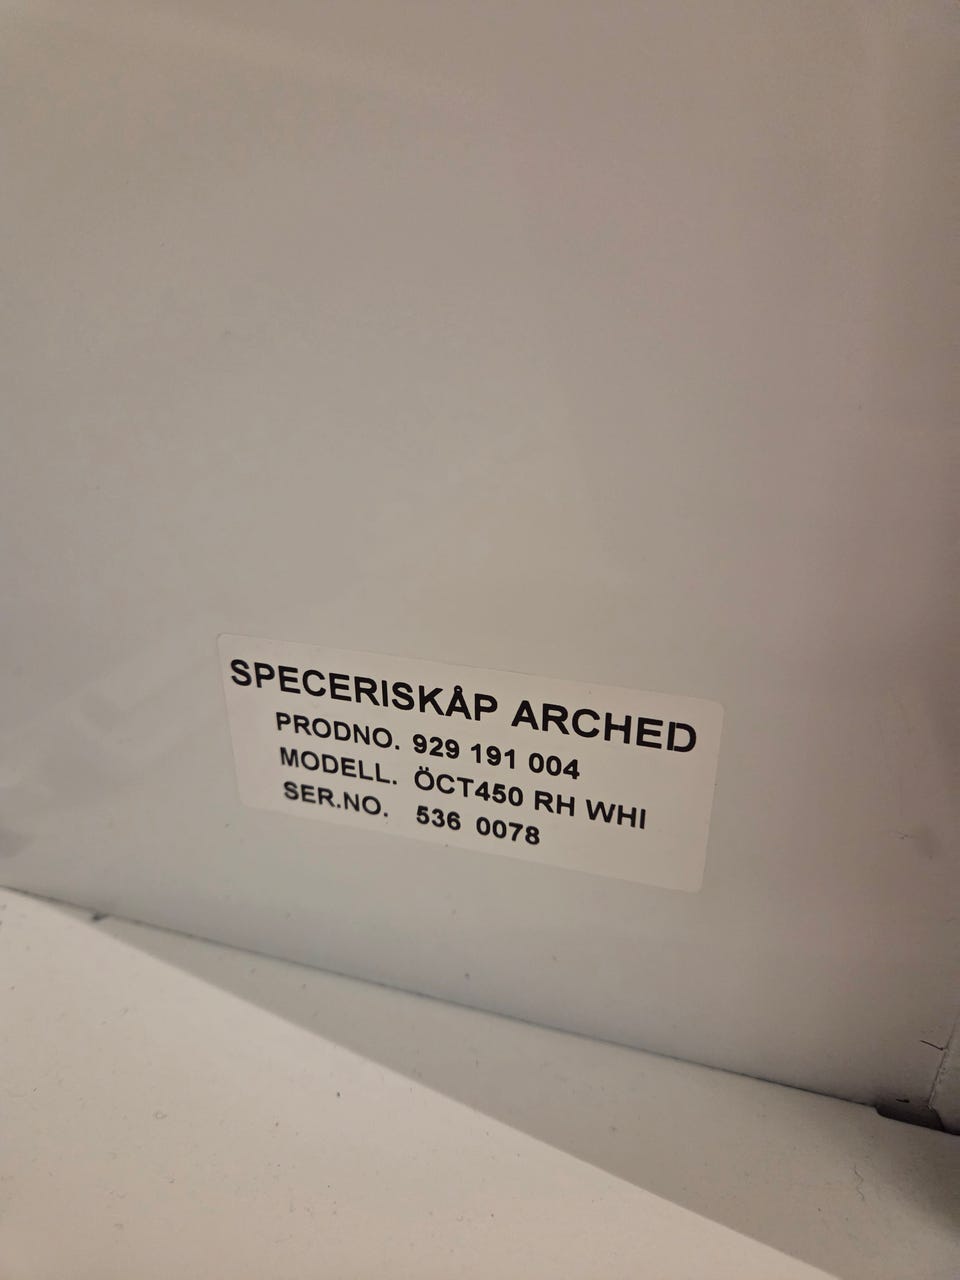 SPECERISKÅP ARCHED
PRODNO. 929 191 004
MODELL. ÖCT450 RH WHI
SER.NO. 536 0078